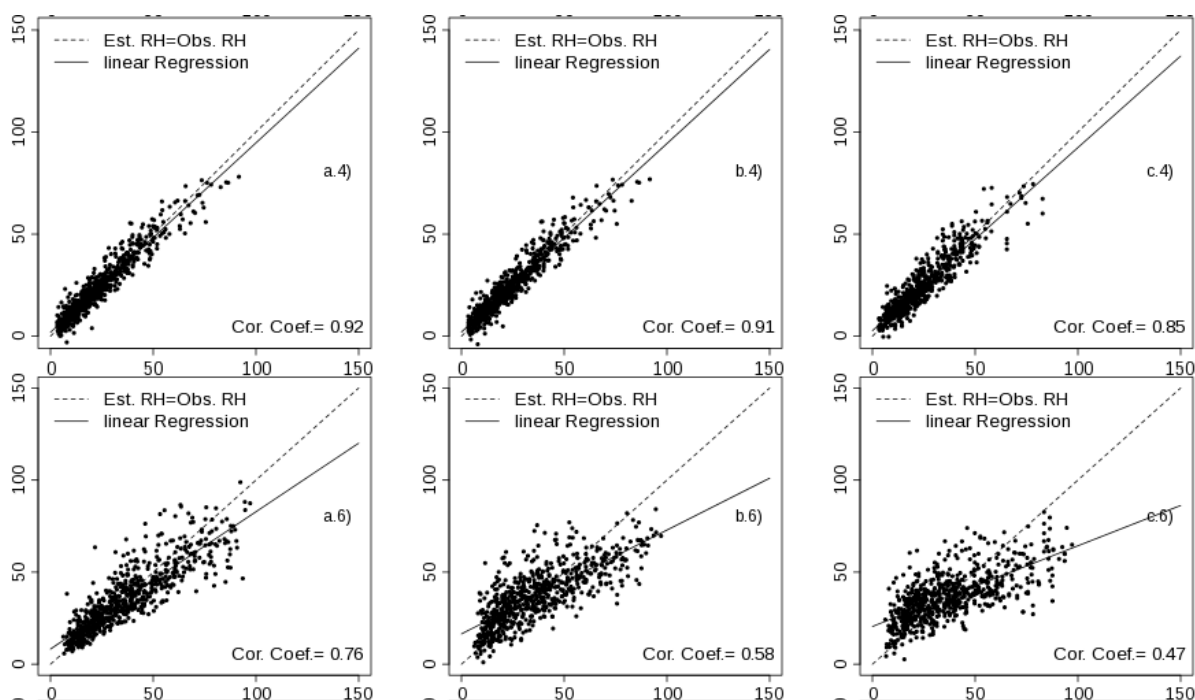 150
100
50
0
Est. RH=Obs. RH
linear Regression
a.4)
Cor. Coef.= 0.92
0 50 100 150
Est. RH=Obs. RH
linear Regression
b.4)
Cor. Coef.= 0.91
0 50 100 150
150
100
50
0
Est. RH=Obs. RH
linear Regression
c.4)
Cor. Coef.= 0.85
0 50 100 150
150
100
50
0
150
100
50
0
Est. RH=Obs. RH
linear Regression
a.6)
Cor. Coef.= 0.76
0 50 100 150
150
100
50
0
Est. RH=Obs. RH
linear Regression
b.6)
Cor. Coef.= 0.58
0 50 100 150
150
100
50
0
Est. RH=Obs. RH
linear Regression
c.6)
Cor. Coef.= 0.47
0 50 100 150